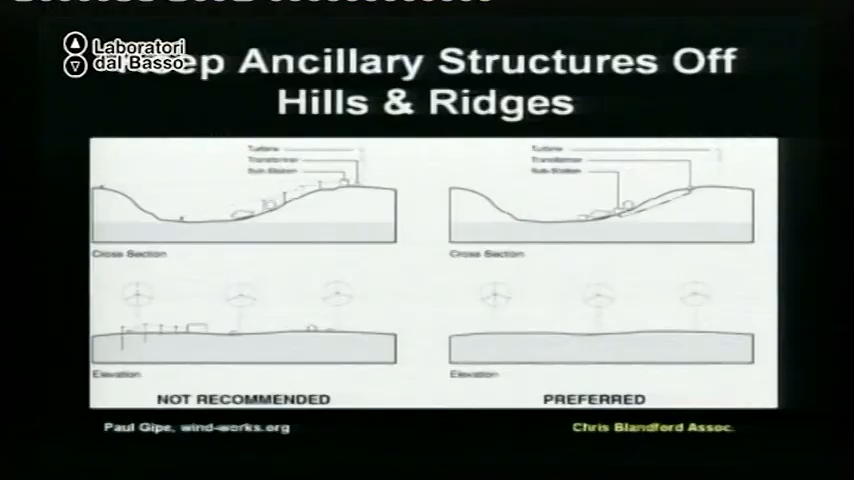 Laboratori
dal Basso
Keep Ancillary Structures Off
Hills & Ridges
Turbine
Transformer
Sub Station
Turbine
Transformer
Sub Station
Cross Section
Cross Section
Elevation
Elevation
NOT RECOMMENDED
PREFERRED
Paul Gipe, wind-works.org
Chris Blandford Assoc.